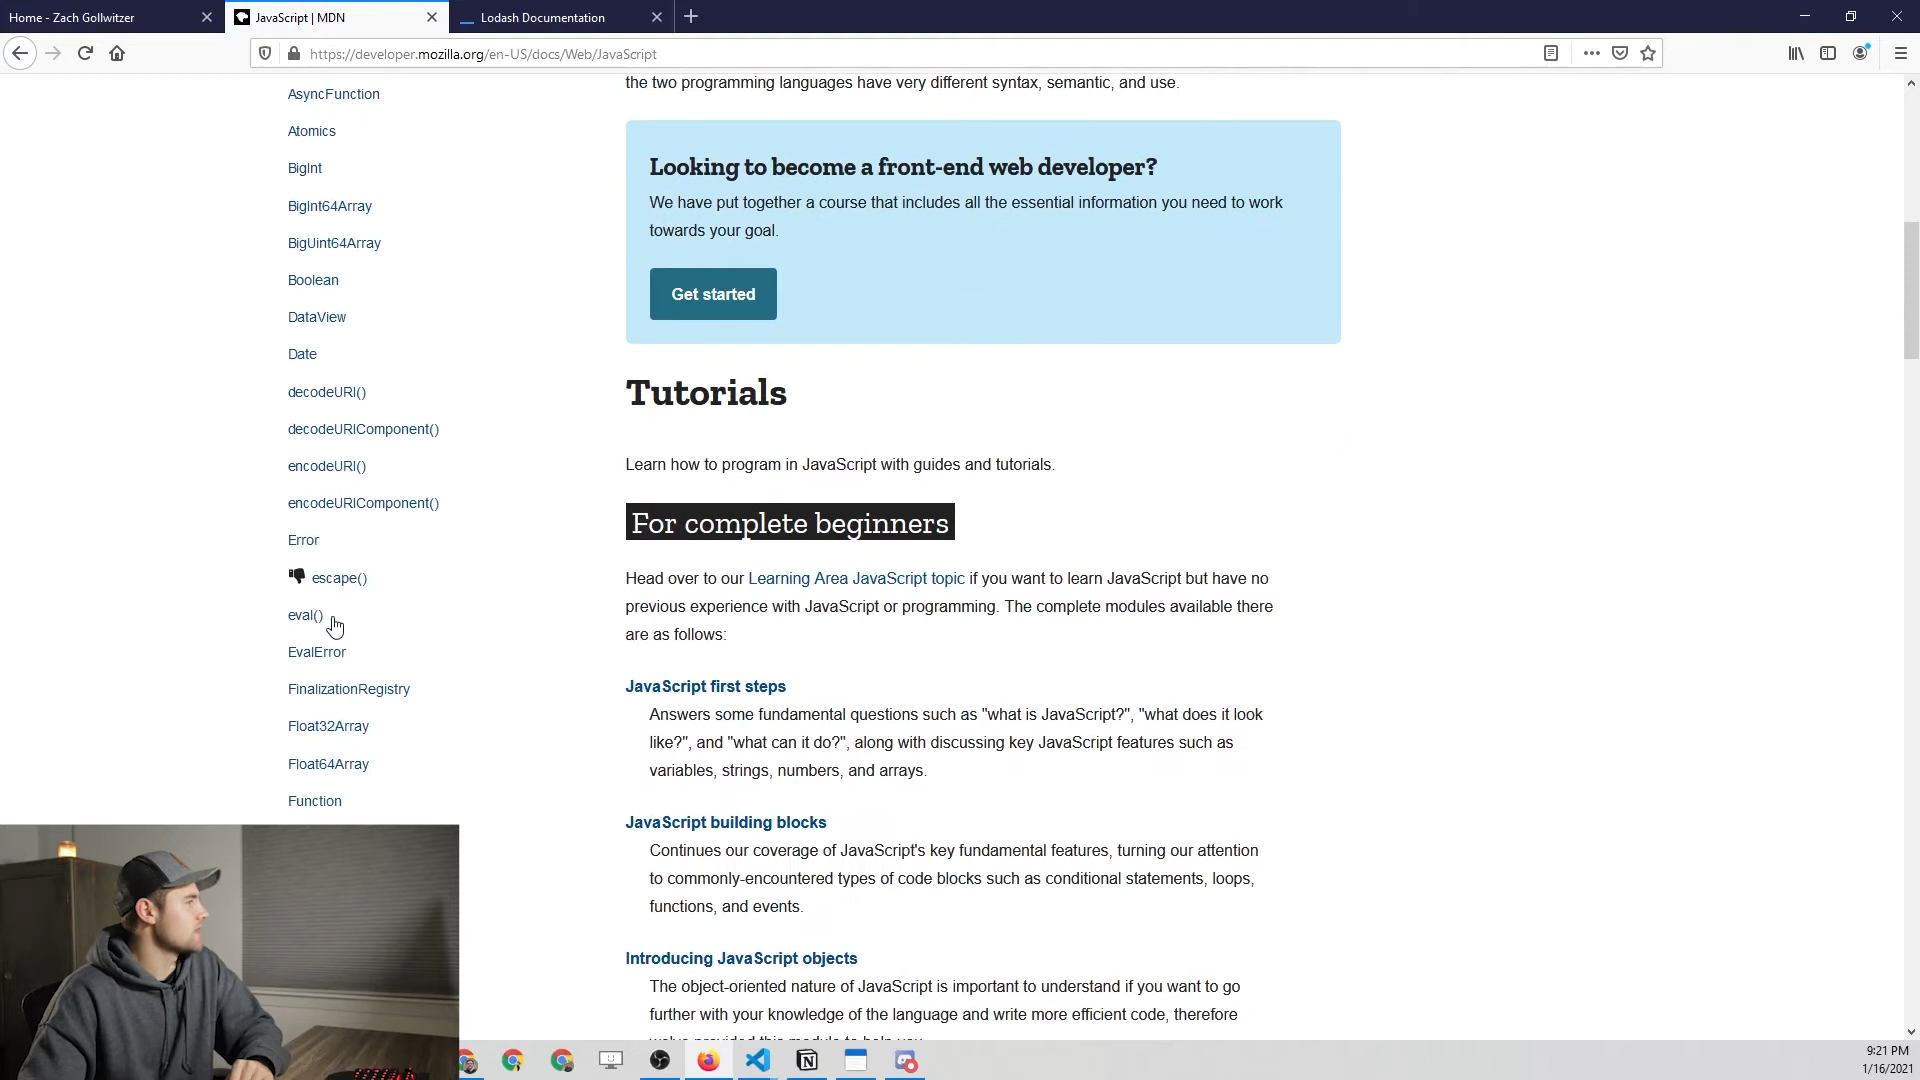 Home - Zach Gollwitzer
JavaScript | MDN
Lodash Documentation
https://developer.mozilla.org/en-US/docs/Web/JavaScript
AsyncFunction
Atomics
BigInt
BigInt64Array
BigUint64Array
Boolean
DataView
Date
decodeURI()
decodeURIComponent()
encodeURI()
encodeURIComponent()
Error
escape()
eval()
EvalError
FinalizationRegistry
Float32Array
Float64Array
Function
the two programming languages have very different syntax, semantic, and use.
Looking to become a front-end web developer?
We have put together a course that includes all the essential information you need to work
towards your goal.
Get started
Tutorials
Learn how to program in JavaScript with guides and tutorials.
For complete beginners
Head over to our Learning Area JavaScript topic if you want to learn JavaScript but have no
previous experience with JavaScript or programming. The complete modules available there
are as follows:
JavaScript first steps
Answers some fundamental questions such as "what is JavaScript?", "what does it look
like?", and "what can it do?", along with discussing key JavaScript features such as
variables, strings, numbers, and arrays.
JavaScript building blocks
Continues our coverage of JavaScript's key fundamental features, turning our attention
to commonly-encountered types of code blocks such as conditional statements, loops,
functions, and events.
Introducing JavaScript objects
The object-oriented nature of JavaScript is important to understand if you want to go
further with your knowledge of the language and write more efficient code, therefore
we've provided this module to help you.
9:21 PM
1/16/2021